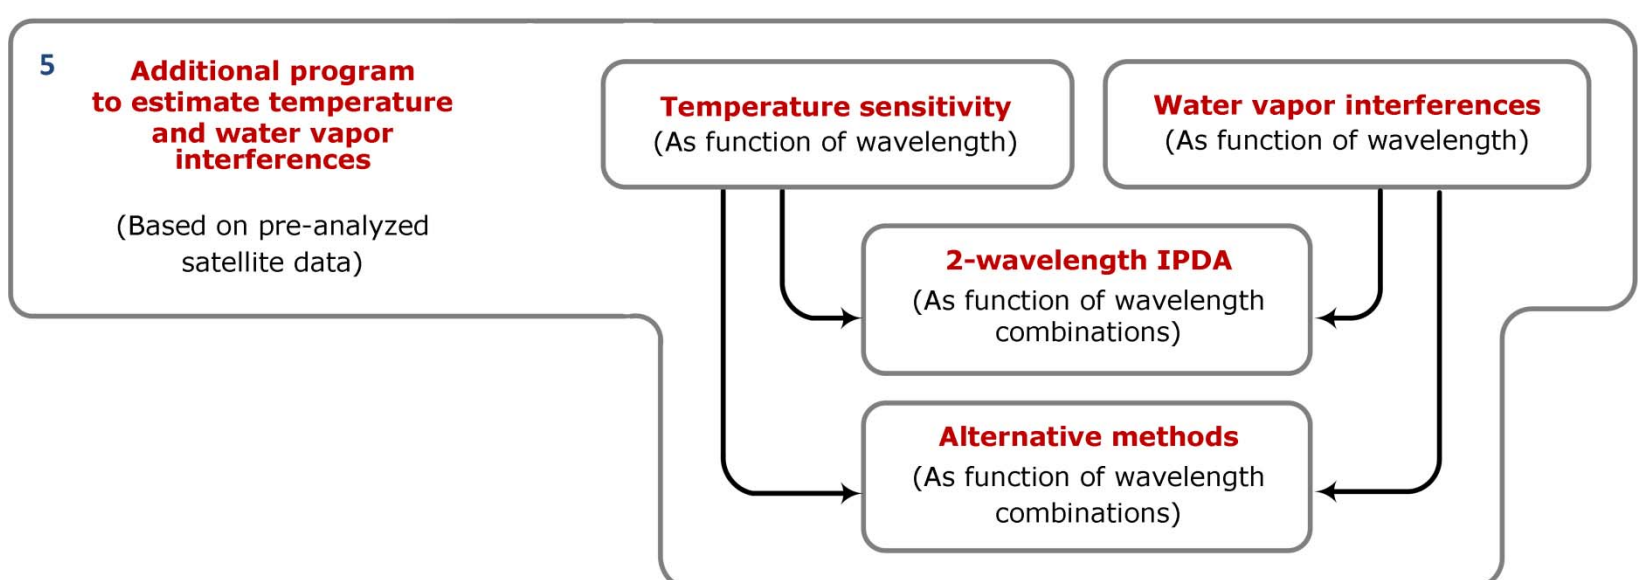 5
Additional program
to estimate temperature
and water vapor
interferences
(Based on pre-analyzed
satellite data)
Temperature sensitivity
(As function of wavelength)
Water vapor interferences
(As function of wavelength)
2-wavelength IPDA
(As function of wavelength
combinations)
Alternative methods
(As function of wavelength
combinations)